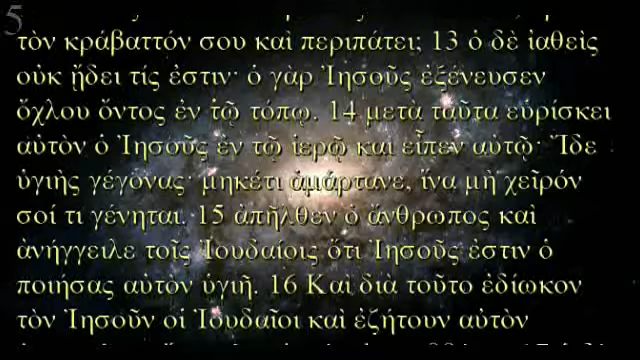 5
τὸν κράβαττόν σου καὶ περιπάτει; 13 ὁ δὲ ἰαθεὶς
οὐκ ᾔδει τίς ἐστιν· ὁ γὰρ Ἰησοῦς ἐξένευσεν
ὄχλου ὄντος ἐν τῷ τόπῳ. 14 μετὰ ταῦτα εὑρίσκει
αὐτὸν ὁ Ἰησοῦς ἐν τῷ ἱερῷ καὶ εἶπεν αὐτῷ· Ἴδε
ὑγιὴς γέγονας· μηκέτι ἁμάρτανε, ἵνα μὴ χεῖρόν
σοί τι γένηται. 15 ἀπῆλθεν ὁ ἄνθρωπος καὶ
ἀνήγγειλε τοῖς Ἰουδαίοις ὅτι Ἰησοῦς ἐστιν ὁ
ποιήσας αὐτὸν ὑγιῆ. 16 Καὶ διὰ τοῦτο ἐδίωκον
τὸν Ἰησοῦν οἱ Ἰουδαῖοι καὶ ἐζήτουν αὐτὸν